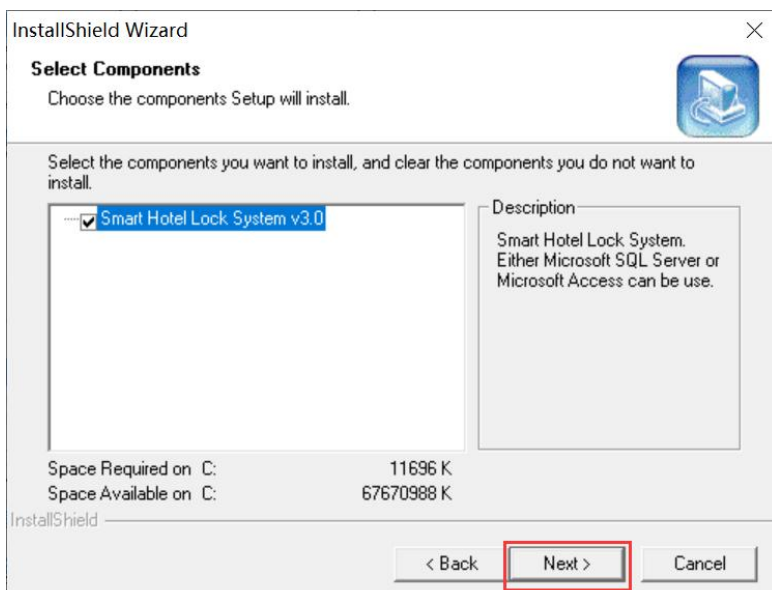 InstallShield Wizard
Select Components
Choose the components Setup will install.
Select the components you want to install, and clear the components you do not want to
install.
Smart Hotel Lock System v3.0
Description
Smart Hotel Lock System.
Either Microsoft SQL Server or
Microsoft Access can be use.
Space Required on C: 11696 K
Space Available on C: 67670988 K
InstallShield
< Back Next > Cancel